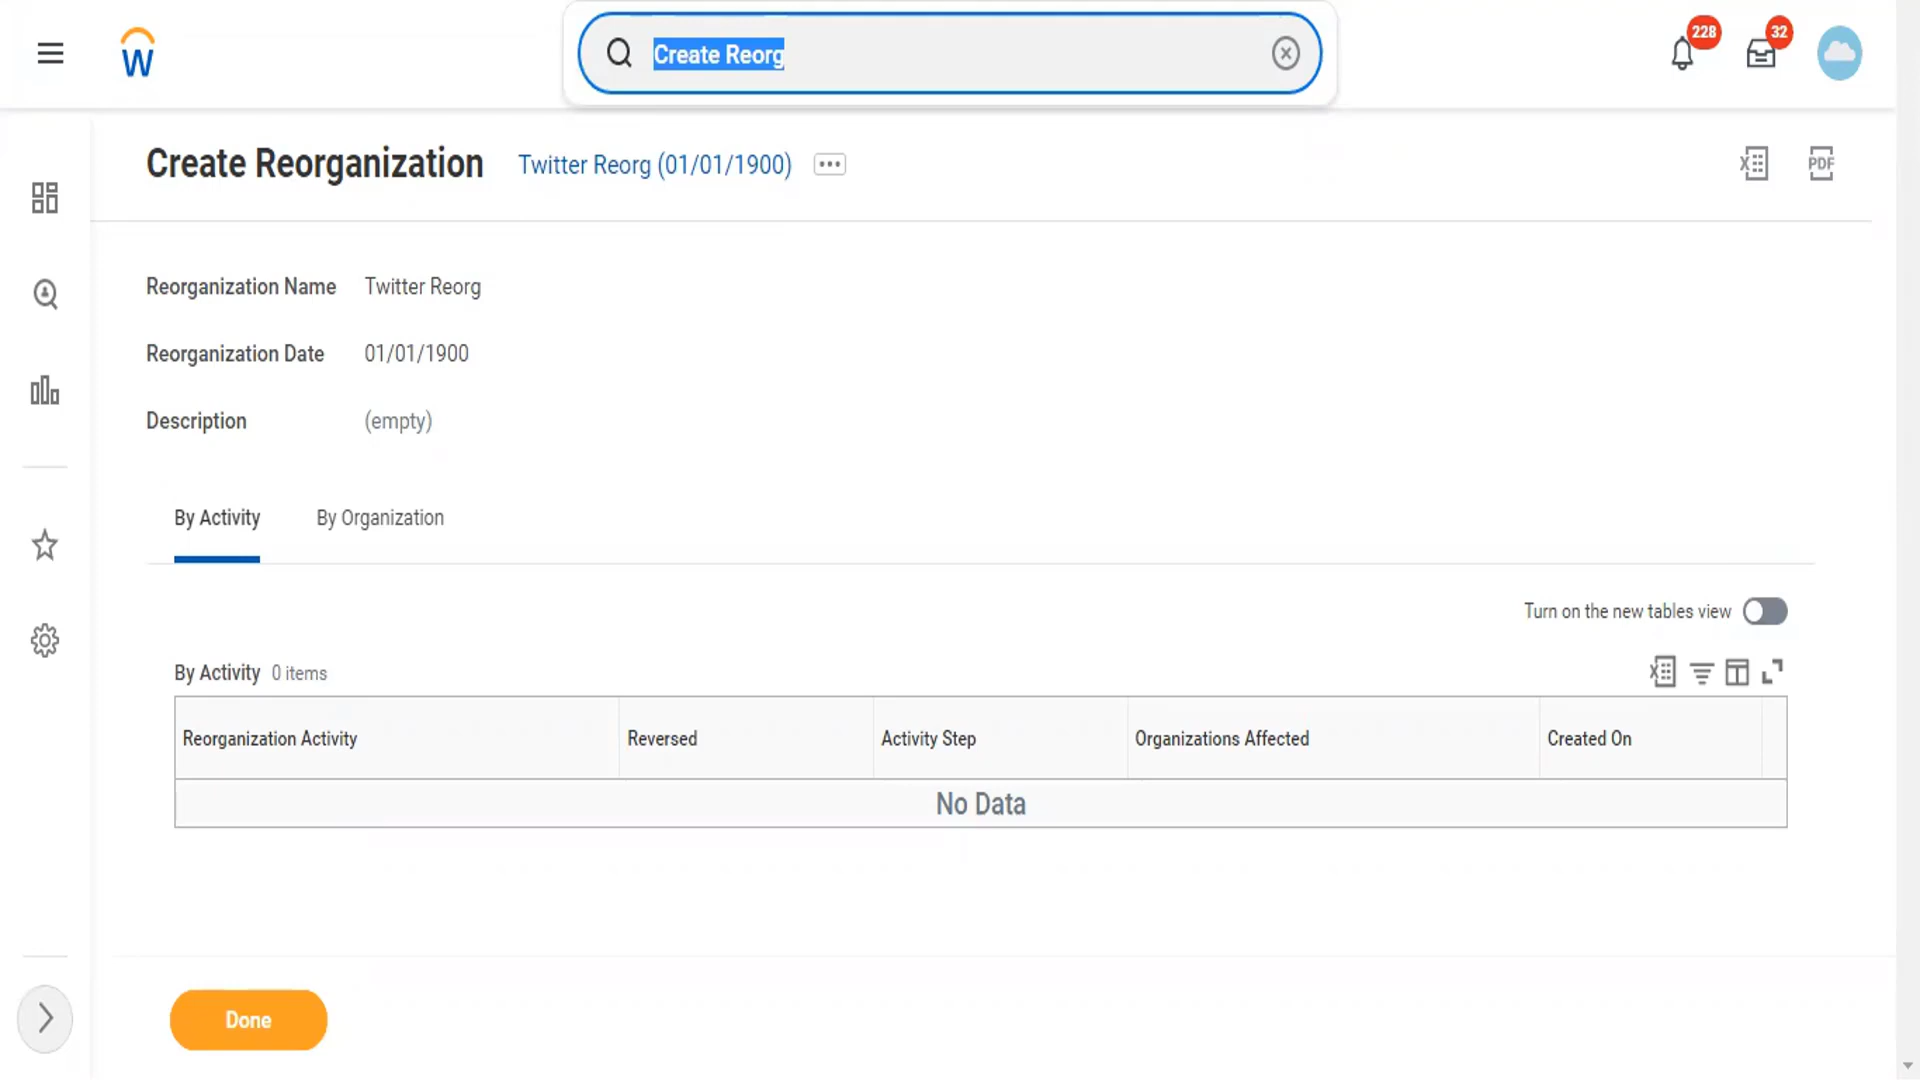 W
Create Reorg
228
32
Create Reorganization Twitter Reorg (01/01/1900)
X
PDF
Reorganization Name Twitter Reorg
Reorganization Date 01/01/1900
Description (empty)
By Activity By Organization
Turn on the new tables view
By Activity 0 items
X
Reorganization Activity Reversed Activity Step Organizations Affected Created On
No Data
Done